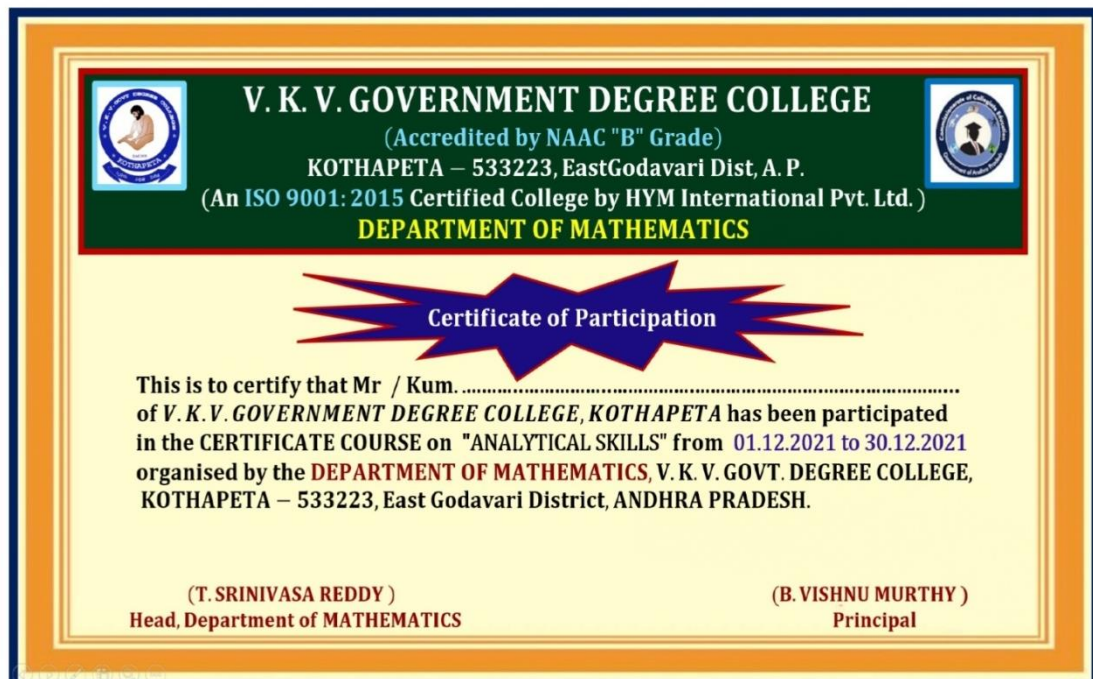 V. K. V. GOVERNMENT DEGREE COLLEGE
(Accredited by NAAC "B" Grade)
KOTHAPETA – 533223, EastGodavari Dist, A. P.
(An ISO 9001: 2015 Certified College by HYM International Pvt. Ltd. )
DEPARTMENT OF MATHEMATICS
Certificate of Participation
This is to certify that Mr / Kum. ......................................................................................
of V. K. V. GOVERNMENT DEGREE COLLEGE, KOTHAPETA has been participated
in the CERTIFICATE COURSE on "ANALYTICAL SKILLS" from 01.12.2021 to 30.12.2021
organised by the DEPARTMENT OF MATHEMATICS, V. K. V. GOVT. DEGREE COLLEGE,
KOTHAPETA – 533223, East Godavari District, ANDHRA PRADESH.
(T. SRINIVASA REDDY ) (B. VISHNU MURTHY )
Head, Department of MATHEMATICS Principal